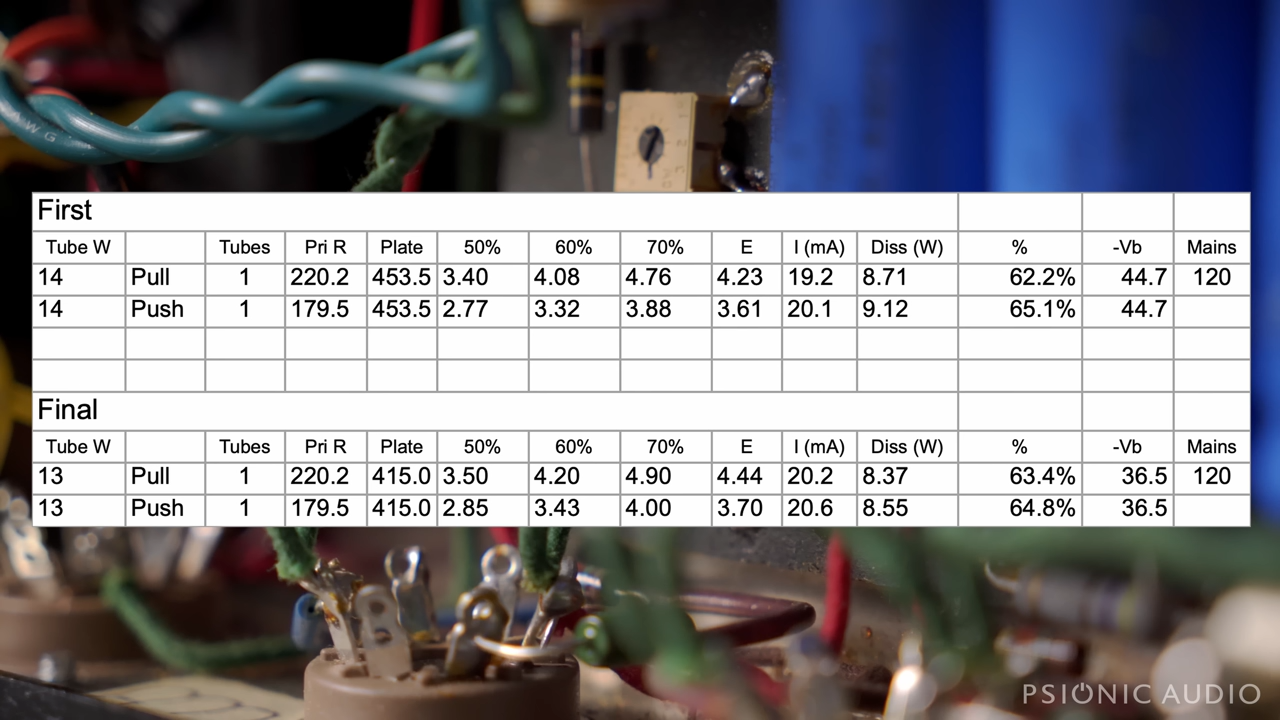 AWG
First
Tube W Tubes Pri R Plate 50% 60% 70% E I (mA) Diss (W) % -Vb Mains
14 Pull 1 220.2 453.5 3.40 4.08 4.76 4.23 19.2 8.71 62.2% 44.7 120
14 Push 1 179.5 453.5 2.77 3.32 3.88 3.61 20.1 9.12 65.1% 44.7
Final
Tube W Tubes Pri R Plate 50% 60% 70% E I (mA) Diss (W) % -Vb Mains
13 Pull 1 220.2 415.0 3.50 4.20 4.90 4.44 20.2 8.37 63.4% 36.5 120
13 Push 1 179.5 415.0 2.85 3.43 4.00 3.70 20.6 8.55 64.8% 36.5
PSIONIC AUDIO